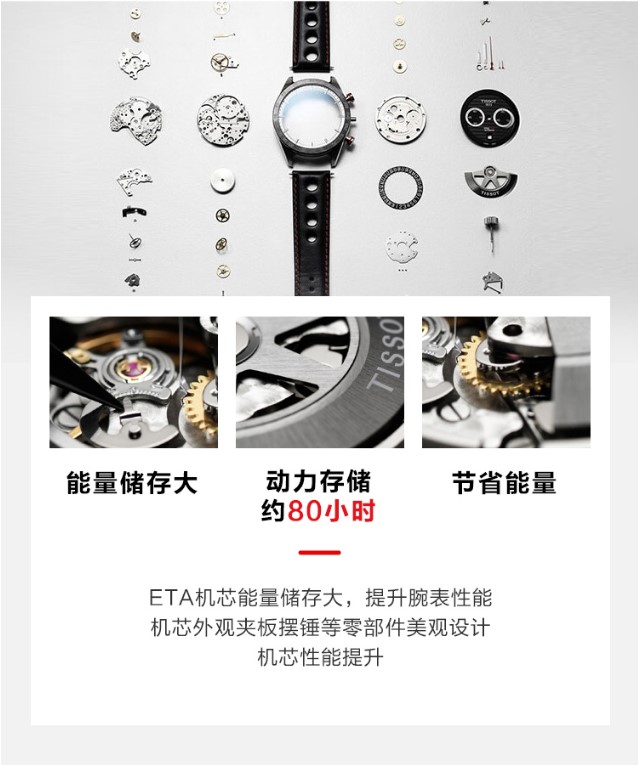 TISSOT
TISSOT
TISSO
能量储存大
动力存储
约80小时
节省能量
ETA机芯能量储存大，提升腕表性能
机芯外观夹板摆锤等零部件美观设计
机芯性能提升